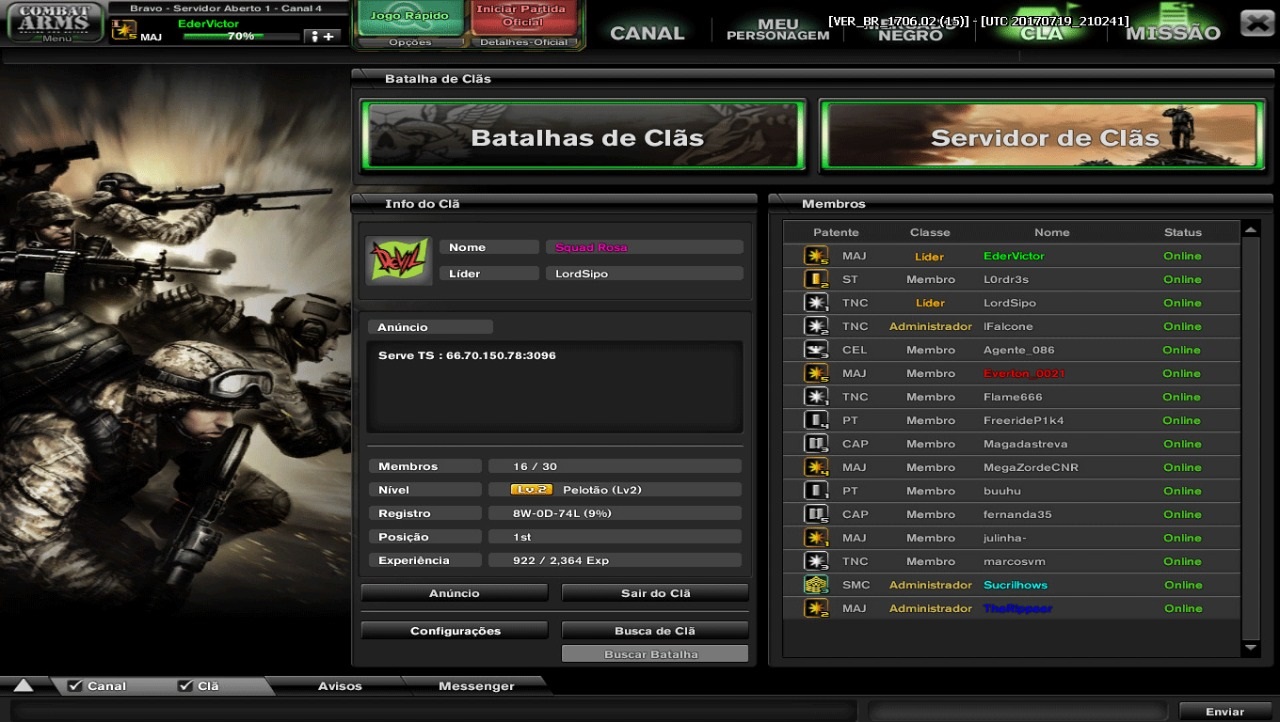 COMBAT ARMS
Menu
Bravo - Servidor Aberto 1 - Canal 4
MAJ
EderVictor
70%
Jogo Rápido
Opções
Iniciar Partida Oficial
Detalhes-Oficial
CANAL
MEU PERSONAGEM
NEGRO
CLÃ
MISSÃO
[VER_BR_1706.02 (15)] - [UTC 20170719_210241]
Batalha de Clãs
Batalhas de Clãs
Servidor de Clãs
Info do Clã
DEVIL
Nome Squad Rosa
Líder LordSipo
Anúncio
Serve TS : 66.70.150.78:3096
Membros 16 / 30
Nível Lv.2 Pelotão (Lv2)
Registro 8W-0D-74L (9%)
Posição 1st
Experiência 922 / 2,364 Exp
Anúncio Sair do Clã
Configurações Busca de Clã
Buscar Batalha
Membros
Patente Classe Nome Status
MAJ Líder EderVictor Online
ST Membro L0rdr3s Online
TNC Líder LordSipo Online
TNC Administrador IFalcone Online
CEL Membro Agente_086 Online
MAJ Membro Everton_0021 Online
TNC Membro Flame666 Online
PT Membro FreerideP1k4 Online
CAP Membro Magadastreva Online
MAJ Membro MegaZordeCNR Online
PT Membro buuhu Online
CAP Membro fernanda35 Online
MAJ Membro julinha- Online
TNC Membro marcosvm Online
SMC Administrador Sucrilhows Online
MAJ Administrador TheRippeer Online
Canal Clã Avisos Messenger
Enviar